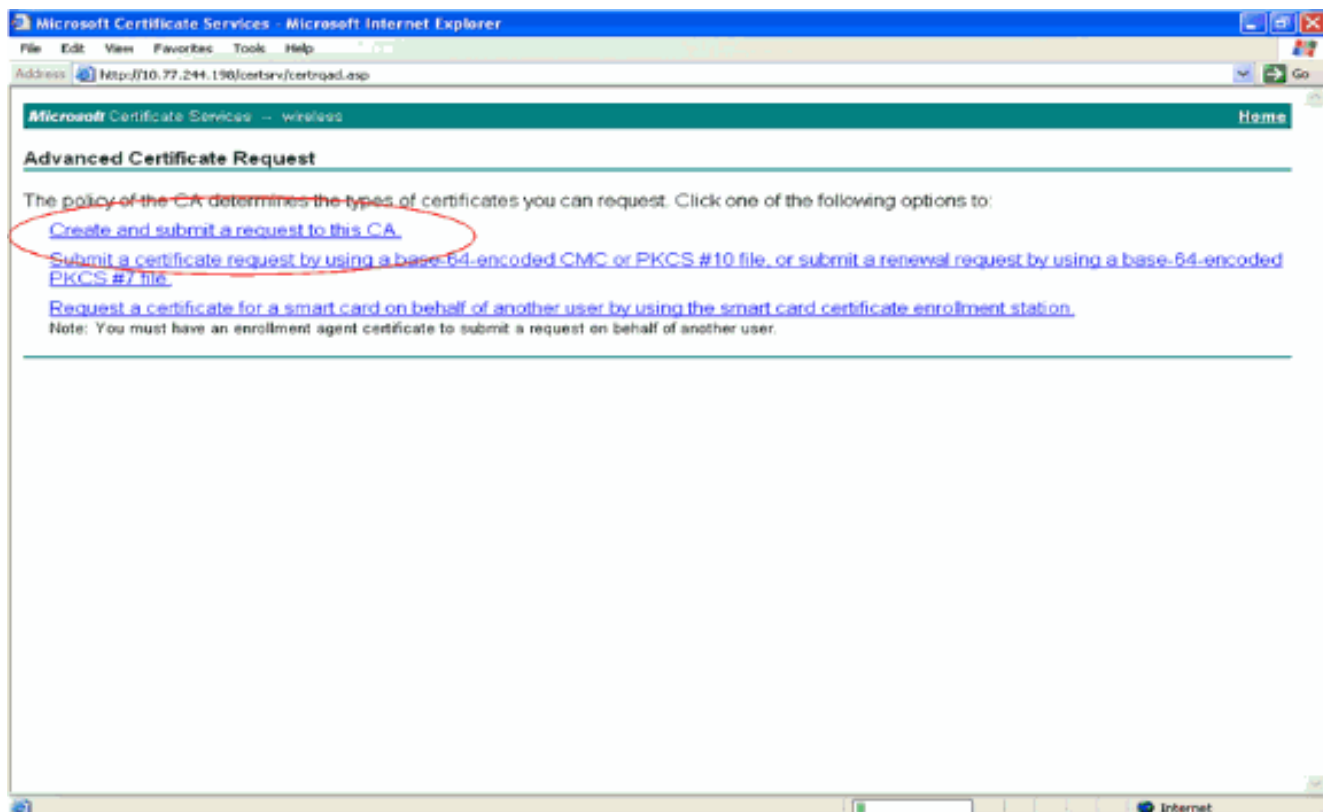 Microsoft Certificate Services - Microsoft Internet Explorer
File Edit View Favorites Tools Help
Address http://10.77.244.198/certsrv/certrqad.asp Go
Microsoft Certificate Services -- wireless Home
Advanced Certificate Request
The policy of the CA determines the types of certificates you can request. Click one of the following options to:
Create and submit a request to this CA.
Submit a certificate request by using a base-64-encoded CMC or PKCS #10 file, or submit a renewal request by using a base-64-encoded
PKCS #7 file.
Request a certificate for a smart card on behalf of another user by using the smart card certificate enrollment station.
Note: You must have an enrollment agent certificate to submit a request on behalf of another user.
Internet